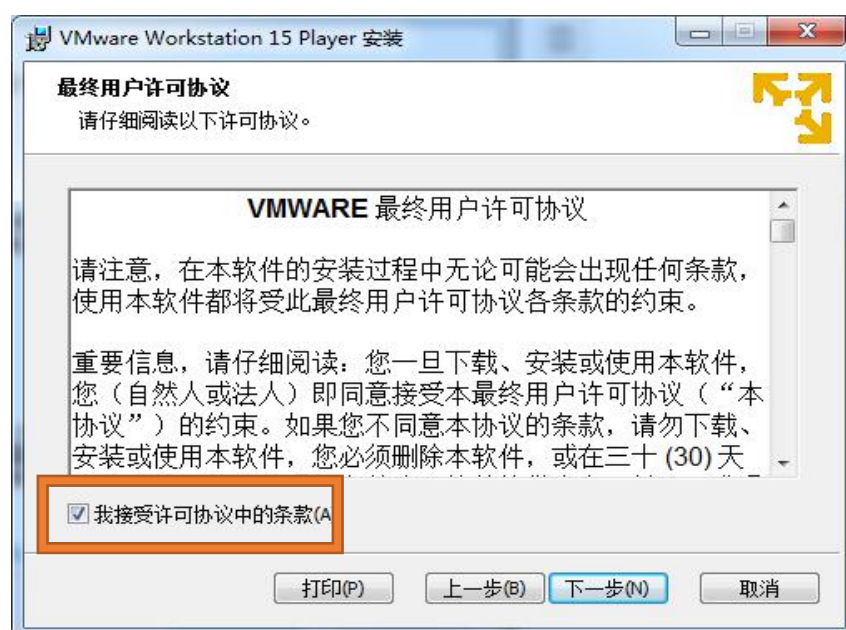 VMware Workstation 15 Player 安装
最终用户许可协议
请仔细阅读以下许可协议。
VMWARE 最终用户许可协议
请注意，在本软件的安装过程中无论可能会出现任何条款，
使用本软件都将受此最终用户许可协议各条款的约束。
重要信息，请仔细阅读：您一旦下载、安装或使用本软件，
您（自然人或法人）即同意接受本最终用户许可协议（“本
协议”）的约束。如果您不同意本协议的条款，请勿下载、
安装或使用本软件，您必须删除本软件，或在三十 (30) 天
我接受许可协议中的条款(A
打印(P) 上一步(B) 下一步(N) 取消